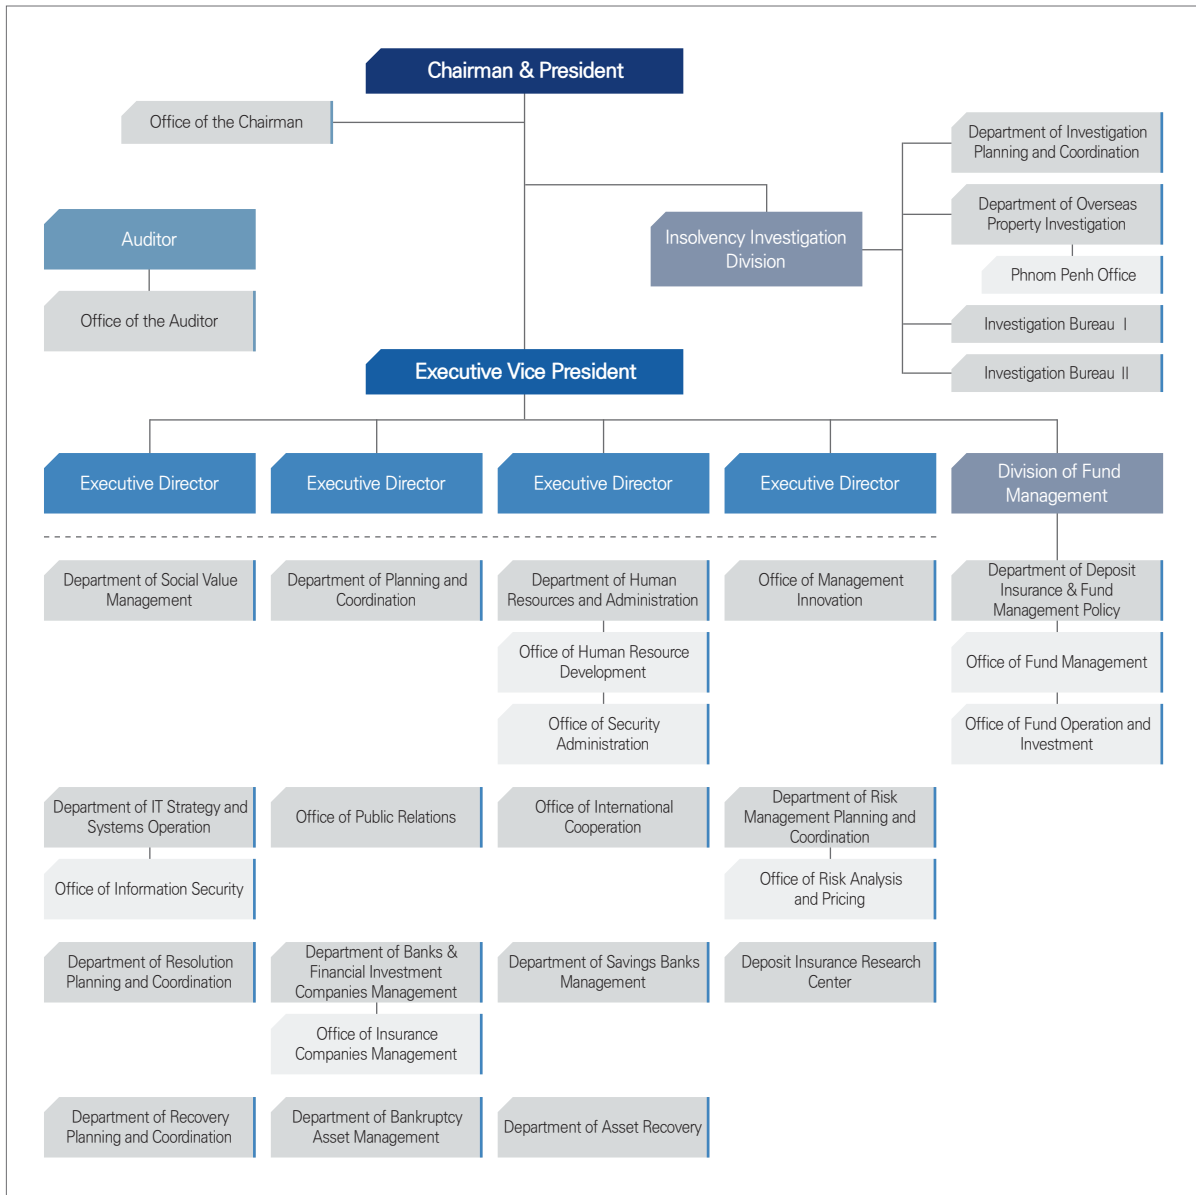 Chairman & President
Office of the Chairman
Department of Investigation
Planning and Coordination
Department of Overseas
Property Investigation
Auditor
Insolvency Investigation
Division
Phnom Penh Office
Office of the Auditor
Investigation Bureau I
Executive Vice President
Investigation Bureau II
Executive Director
Executive Director
Executive Director
Executive Director
Division of Fund
Management
Department of Social Value
Management
Department of Planning and
Coordination
Department of Human
Resources and Administration
Office of Management
Innovation
Department of Deposit
Insurance & Fund
Management Policy
Office of Human Resource
Development
Office of Fund Management
Office of Security
Administration
Office of Fund Operation and
Investment
Department of IT Strategy and
Systems Operation
Office of Public Relations
Office of International
Cooperation
Department of Risk
Management Planning and
Coordination
Office of Information Security
Office of Risk Analysis
and Pricing
Department of Resolution
Planning and Coordination
Department of Banks &
Financial Investment
Companies Management
Department of Savings Banks
Management
Deposit Insurance Research
Center
Office of Insurance
Companies Management
Department of Recovery
Planning and Coordination
Department of Bankruptcy
Asset Management
Department of Asset Recovery